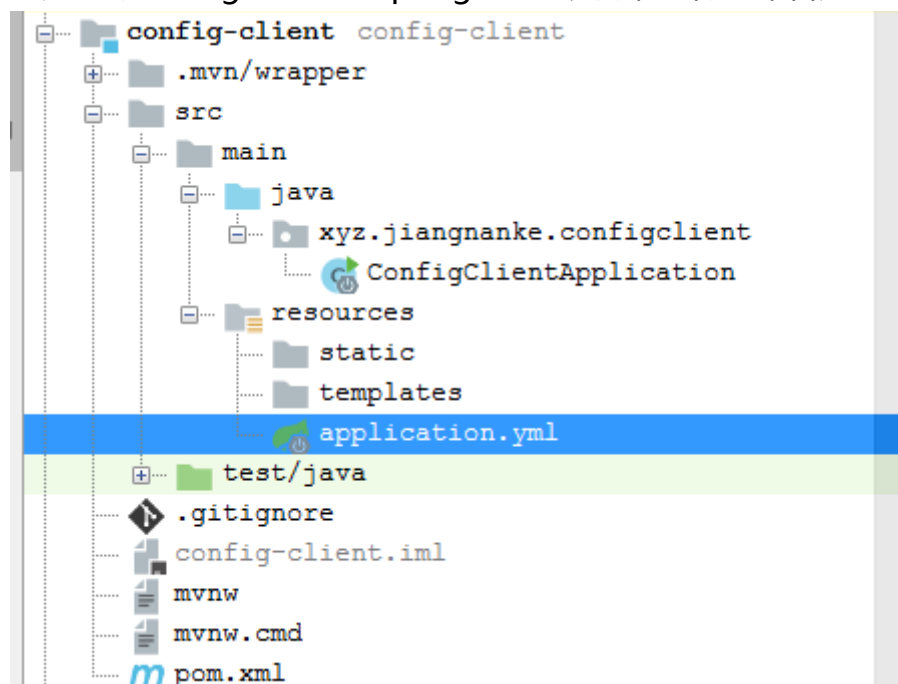 config-client config-client
.mvn/wrapper
src
main
java
xyz.jiangnanke.configclient
ConfigClientApplication
resources
static
templates
application.yml
test/java
.gitignore
config-client.iml
mvnw
mvnw.cmd
pom.xml